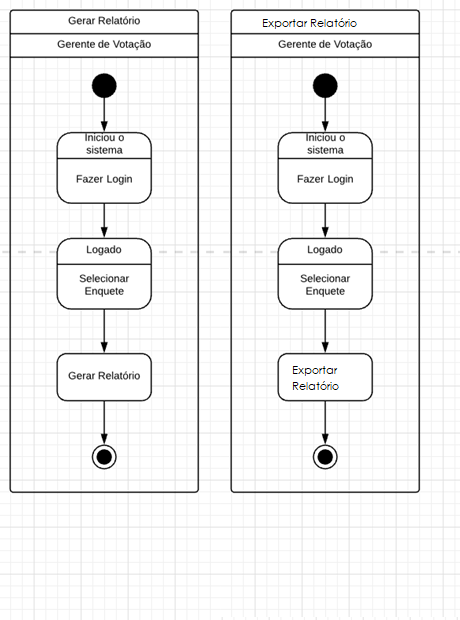 Gerar Relatório
Gerente de Votação
Iniciou o
sistema
Fazer Login
Logado
Selecionar
Enquete
Gerar Relatório
Exportar Relatório
Gerente de Votação
Iniciou o
sistema
Fazer Login
Logado
Selecionar
Enquete
Exportar
Relatório